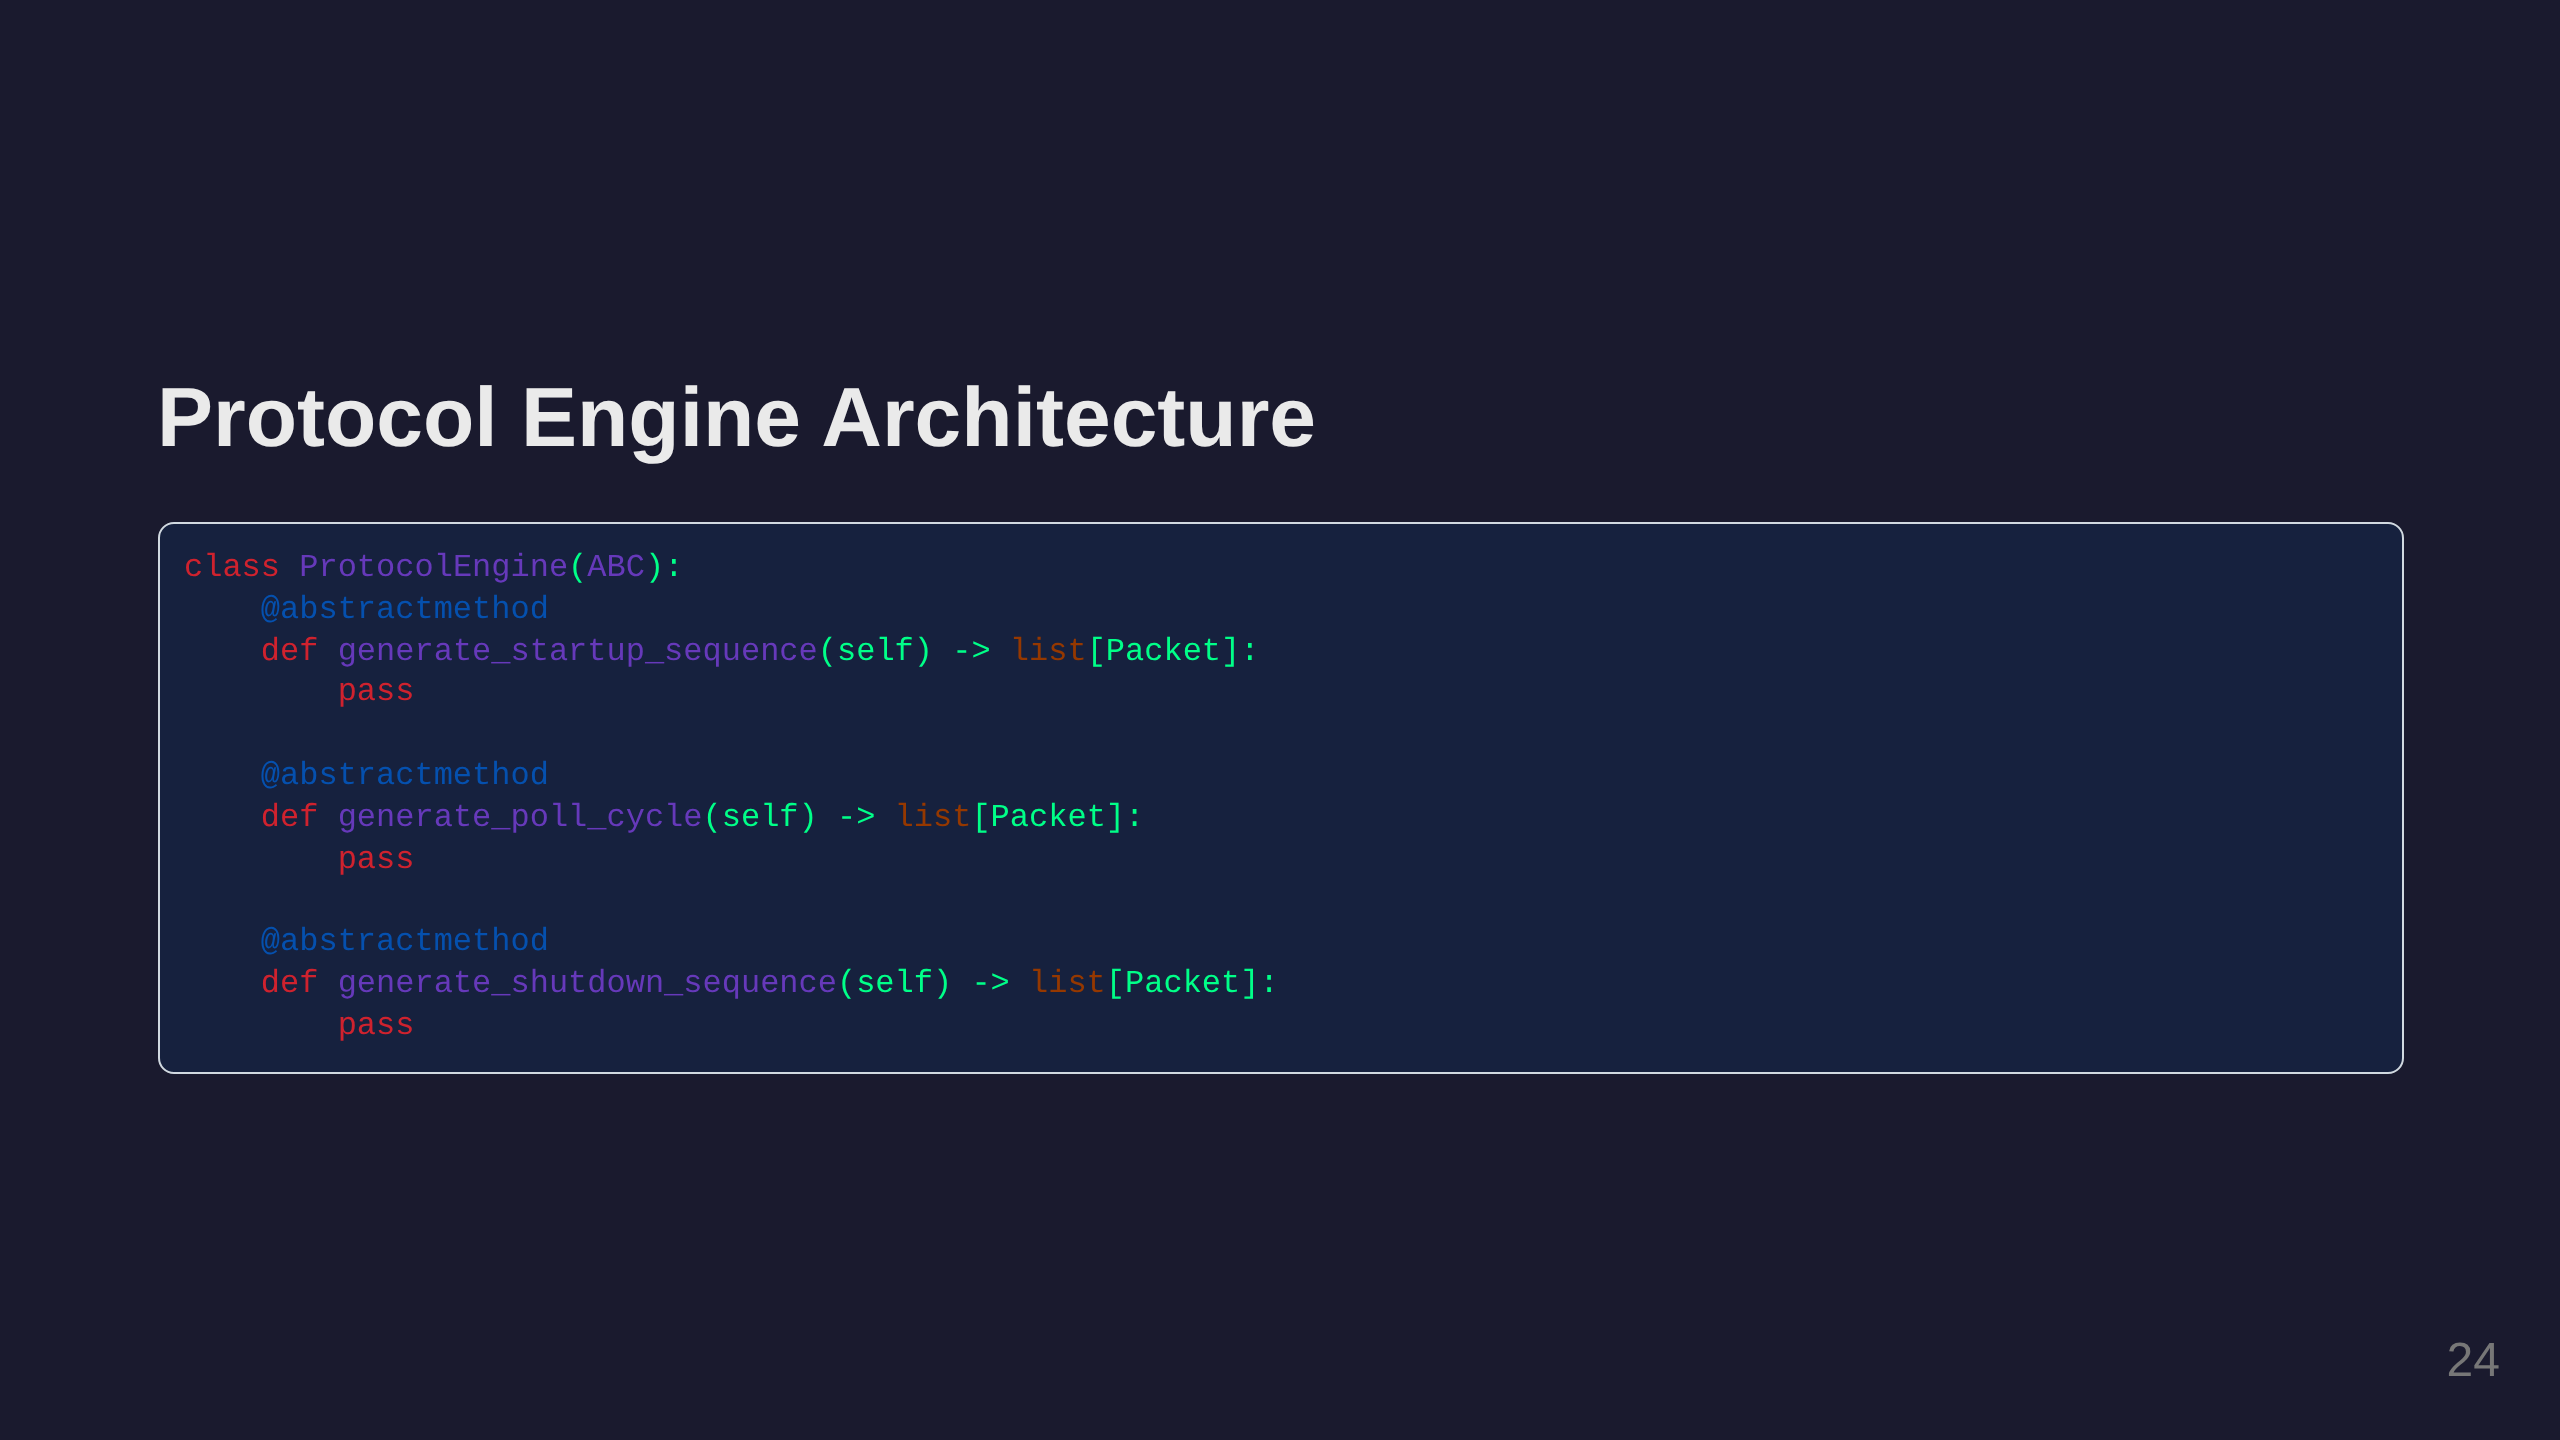 Protocol Engine Architecture
class ProtocolEngine(ABC):
    @abstractmethod
    def generate_startup_sequence(self) -> list[Packet]:
        pass

    @abstractmethod
    def generate_poll_cycle(self) -> list[Packet]:
        pass

    @abstractmethod
    def generate_shutdown_sequence(self) -> list[Packet]:
        pass
24